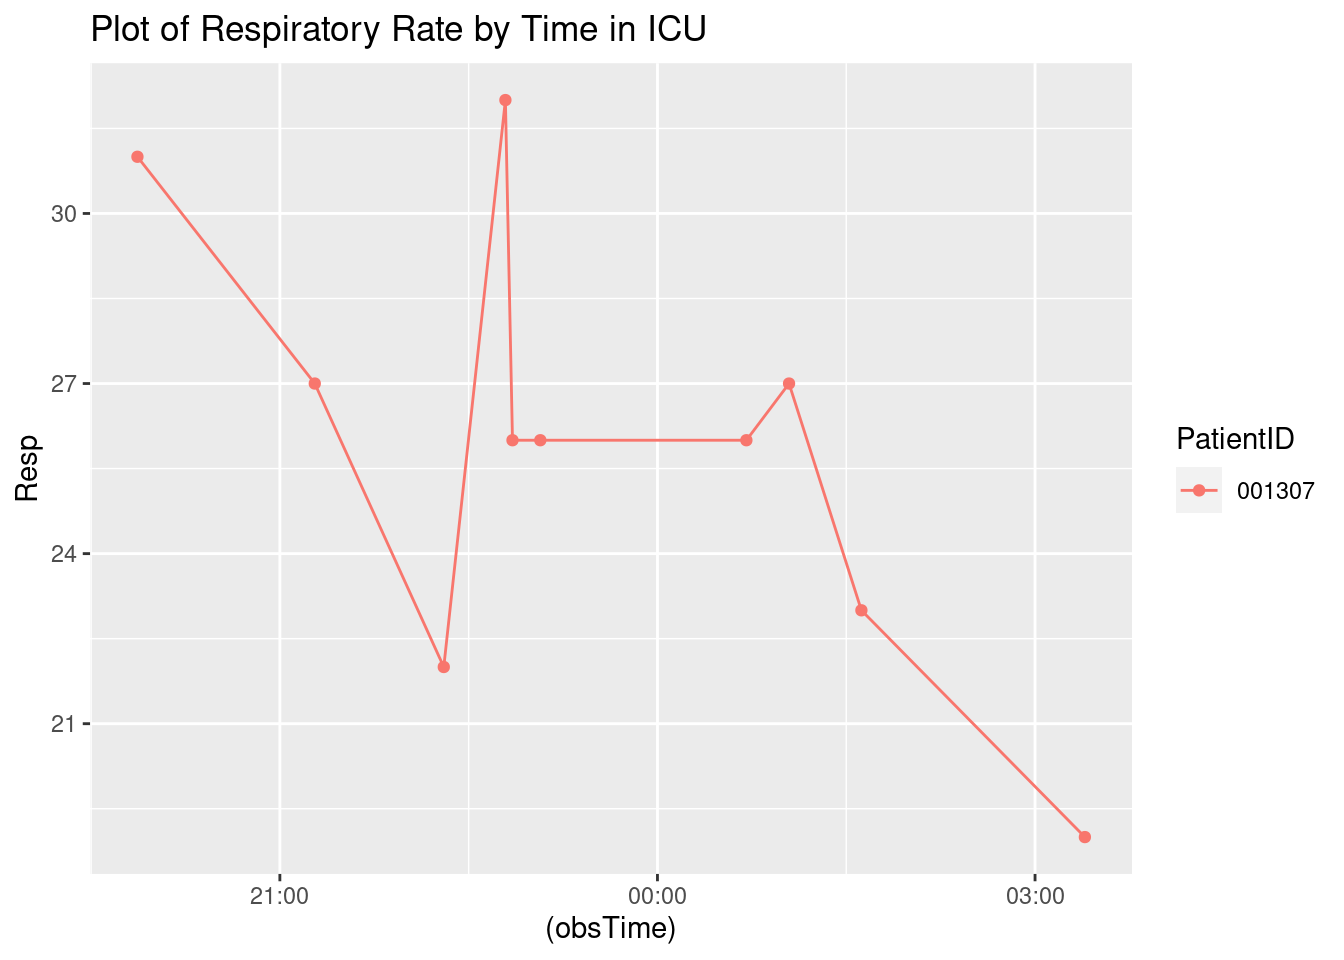 Plot of Respiratory Rate by Time in ICU
30
27
24
21
Resp
21:00
00:00
03:00
(obsTime)
PatientID
001307